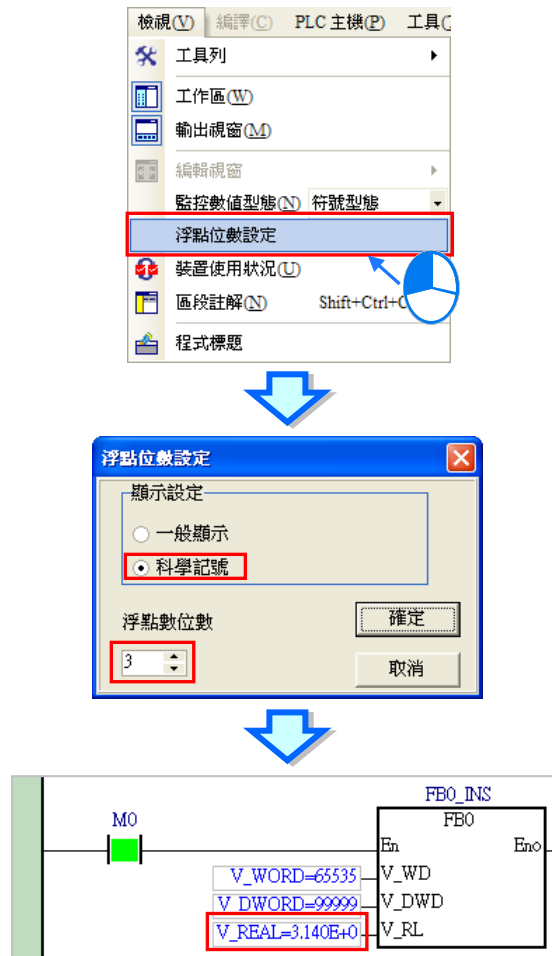 檢視(V) 編譯(C) PLC 主機(P) 工具(
工具列
工作區(W)
輸出視窗(M)
編輯視窗
監控數值型態(N) 符號型態
浮點位數設定
裝置使用狀況(U)
區段註解(N) Shift+Ctrl+C
程式標題
浮點位數設定
顯示設定
一般顯示
科學記號
浮點數位數
確定
3
取消
FB0_INS
M0 FB0
En Eno
V_WORD=65535 V_WD
V_DWORD=99999 V_DWD
V_REAL=3.140E+0 V_RL